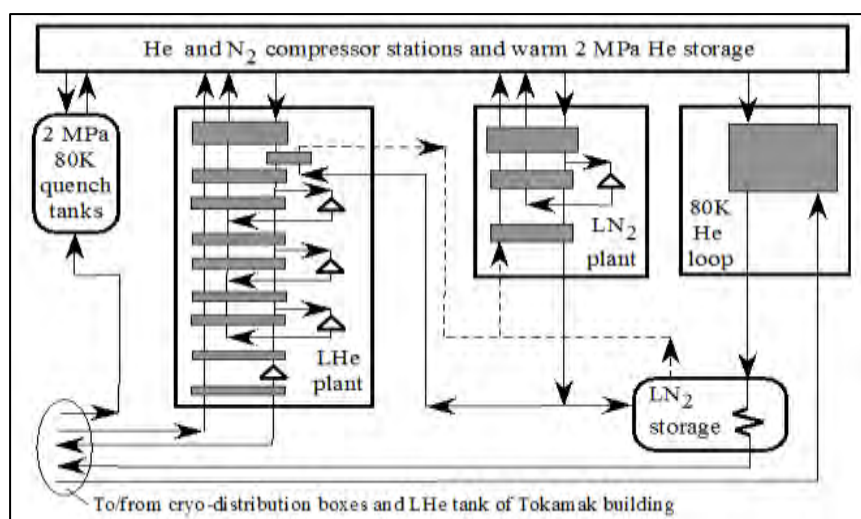 He and N2 compressor stations and warm 2 MPa He storage
2 MPa
80K
quench
tanks
LHe
plant
LN2
plant
80K
He
loop
LN2
storage
To/from cryo-distribution boxes and LHe tank of Tokamak building